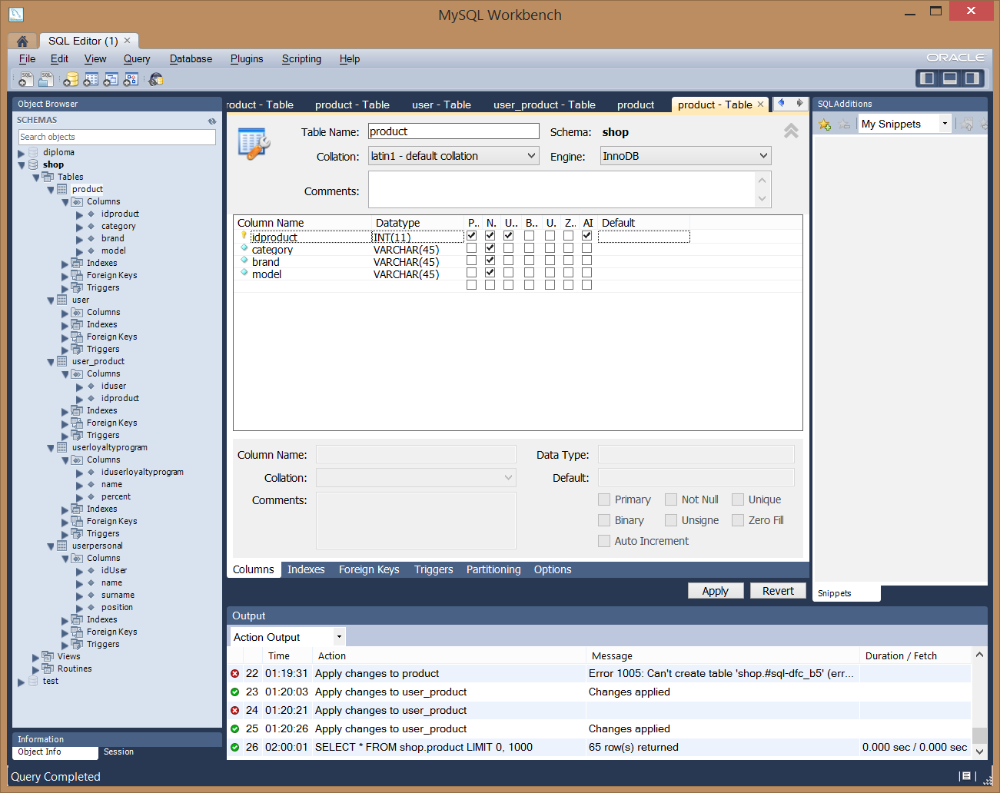 MySQL Workbench
SQL Editor (1)
File Edit View Query Database Plugins Scripting Help
ORACLE
Object Browser
SCHEMAS
Search objects
diploma
shop
Tables
product
Columns
idproduct
category
brand
model
Indexes
Foreign Keys
Triggers
user
Columns
Indexes
Foreign Keys
Triggers
user_product
Columns
iduser
idproduct
Indexes
Foreign Keys
Triggers
userloyaltyprogram
Columns
iduserloyaltyprogram
name
percent
Indexes
Foreign Keys
Triggers
userpersonal
Columns
idUser
name
surname
position
Indexes
Foreign Keys
Triggers
Views
Routines
test
Information
Object Info Session
roduct - Table product - Table user - Table user_product - Table product product - Table
Table Name: product Schema: shop
Collation: latin1 - default collation Engine: InnoDB
Comments:
Column Name Datatype P... N. U... B... U. Z... AI Default
idproduct INT(11)
category VARCHAR(45)
brand VARCHAR(45)
model VARCHAR(45)
Column Name: Data Type:
Collation: Default:
Comments: Primary Not Null Unique
Binary Unsigne Zero Fill
Auto Increment
Columns Indexes Foreign Keys Triggers Partitioning Options
Apply Revert
SQLAdditions
My Snippets
Snippets
Output
Action Output
Time Action Message Duration / Fetch
22 01:19:31 Apply changes to product Error 1005: Can't create table 'shop.#sql-dfc_b5' (err...
23 01:20:03 Apply changes to user_product Changes applied
24 01:20:21 Apply changes to user_product
25 01:20:26 Apply changes to user_product Changes applied
26 02:00:01 SELECT * FROM shop.product LIMIT 0, 1000 65 row(s) returned 0.000 sec / 0.000 sec
Query Completed